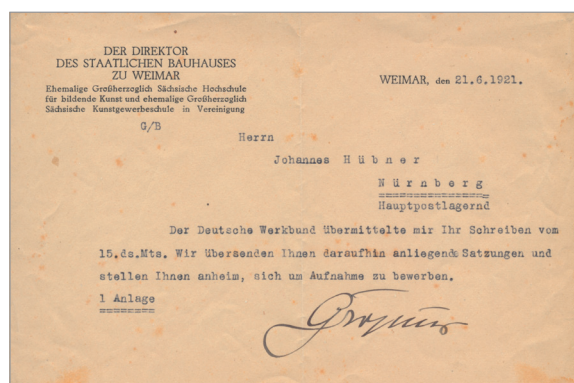 DER DIREKTOR
DES STAATLICHEN BAUHAUSES
ZU WEIMAR
Ehemalige Großherzoglich Sächsische Hochschule
für bildende Kunst und ehemalige Großherzoglich
Sächsische Kunstgewerbeschule in Vereinigung
WEIMAR, den 21.6.1921.
G/B
Herrn
Johannes Hübner
Nürnberg
Hauptpostlagernd
Der Deutsche Werkbund übermittelte mir Ihr Schreiben vom
15.ds.Mts. Wir übersenden Ihnen daraufhin anliegende Satzungen und
stellen Ihnen anheim, sich um Aufnahme zu bewerben.
1 Anlage
Gropius